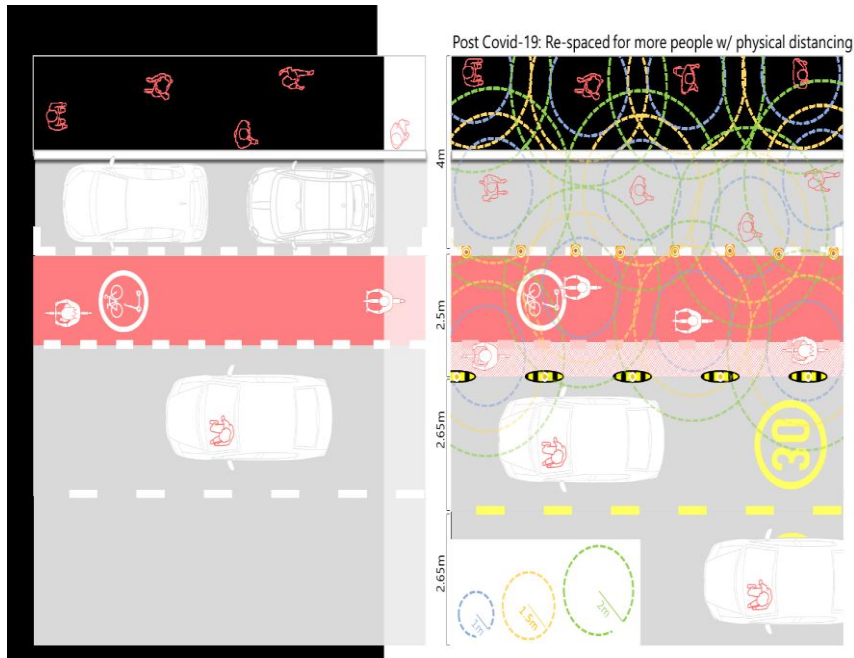 Post Covid-19: Re-spaced for more people w/ physical distancing
4m
2.5m
2.65m
30
2.65m
1m
1.5m
2m